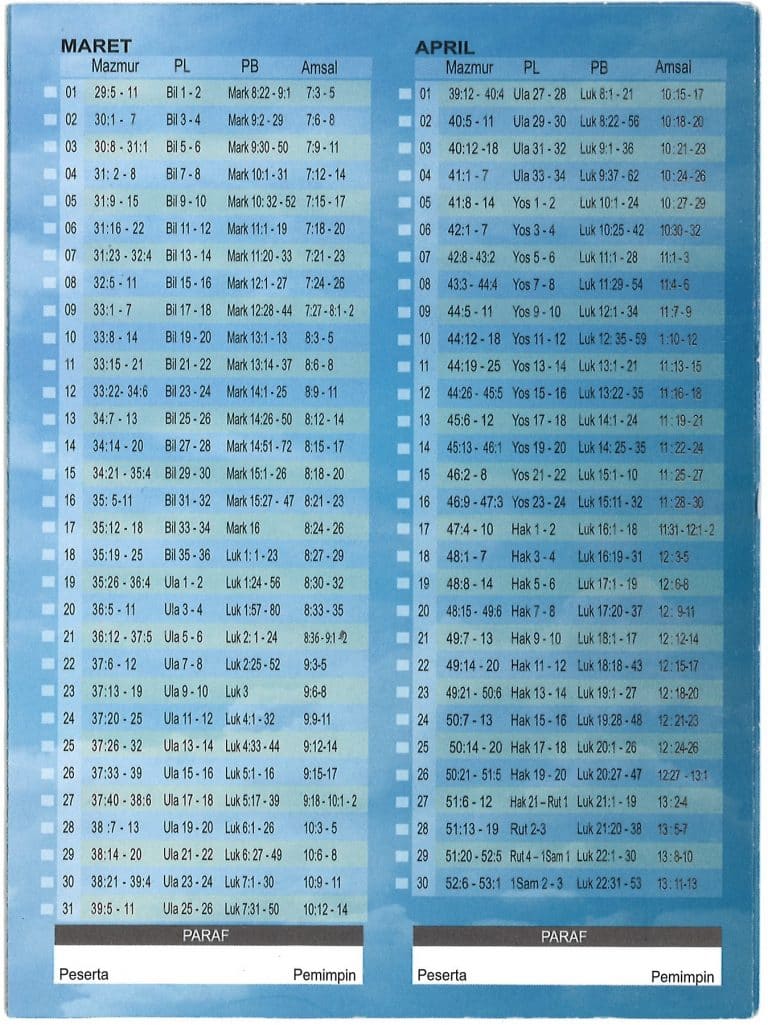 MARET
Mazmur PL PB Amsal
01 29:5 - 11 Bil 1 - 2 Mark 8:22 - 9:1 7:3 - 5
02 30:1 - 7 Bil 3 - 4 Mark 9:2 - 29 7:6 - 8
03 30:8 - 31:1 Bil 5 - 6 Mark 9:30 - 50 7:9 - 11
04 31: 2 - 8 Bil 7 - 8 Mark 10:1 - 31 7:12 - 14
05 31:9 - 15 Bil 9 - 10 Mark 10: 32 - 52 7:15 - 17
06 31:16 - 22 Bil 11 - 12 Mark 11:1 - 19 7:18 - 20
07 31:23 - 32:4 Bil 13 - 14 Mark 11:20 - 33 7:21 - 23
08 32:5 - 11 Bil 15 - 16 Mark 12:1 - 27 7:24 - 26
09 33:1 - 7 Bil 17 - 18 Mark 12:28 - 44 7:27 - 8:1 - 2
10 33:8 - 14 Bil 19 - 20 Mark 13:1 - 13 8:3 - 5
11 33:15 - 21 Bil 21 - 22 Mark 13:14 - 37 8:6 - 8
12 33:22- 34:6 Bil 23 - 24 Mark 14:1 - 25 8:9 - 11
13 34:7 - 13 Bil 25 - 26 Mark 14:26 - 50 8:12 - 14
14 34:14 - 20 Bil 27 - 28 Mark 14:51 - 72 8:15 - 17
15 34:21 - 35:4 Bil 29 - 30 Mark 15:1 - 26 8:18 - 20
16 35: 5-11 Bil 31 - 32 Mark 15:27 - 47 8:21 - 23
17 35:12 - 18 Bil 33 - 34 Mark 16 8:24 - 26
18 35:19 - 25 Bil 35 - 36 Luk 1: 1 - 23 8:27 - 29
19 35:26 - 36:4 Ula 1 - 2 Luk 1:24 - 56 8:30 - 32
20 36:5 - 11 Ula 3 - 4 Luk 1:57 - 80 8:33 - 35
21 36:12 - 37:5 Ula 5 - 6 Luk 2: 1 - 24 8:36 - 9:1 - 2
22 37:6 - 12 Ula 7 - 8 Luk 2:25 - 52 9:3-5
23 37:13 - 19 Ula 9 - 10 Luk 3 9:6-8
24 37:20 - 25 Ula 11 - 12 Luk 4:1 - 32 9.9-11
25 37:26 - 32 Ula 13 - 14 Luk 4:33 - 44 9:12-14
26 37:33 - 39 Ula 15 - 16 Luk 5:1 - 16 9:15-17
27 37:40 - 38:6 Ula 17 - 18 Luk 5:17 - 39 9:18 - 10:1 - 2
28 38 :7 - 13 Ula 19 - 20 Luk 6:1 - 26 10:3 - 5
29 38:14 - 20 Ula 21 - 22 Luk 6: 27 - 49 10:6 - 8
30 38:21 - 39:4 Ula 23 - 24 Luk 7:1 - 30 10:9 - 11
31 39:5 - 11 Ula 25 - 26 Luk 7:31 - 50 10:12 - 14
PARAF
Peserta Pemimpin
APRIL
Mazmur PL PB Amsal
01 39:12 - 40:4 Ula 27 - 28 Luk 8:1 - 21 10:15-17
02 40:5 - 11 Ula 29 - 30 Luk 8:22 - 56 10:18-20
03 40:12 -18 Ula 31 - 32 Luk 9:1 - 36 10:21-23
04 41:1 - 7 Ula 33 - 34 Luk 9:37 - 62 10:24-26
05 41:8 - 14 Yos 1 - 2 Luk 10:1 - 24 10:27-29
06 42:1 - 7 Yos 3 - 4 Luk 10:25 - 42 10:30-32
07 42:8 - 43:2 Yos 5 - 6 Luk 11:1 - 28 11:1-3
08 43:3 - 44:4 Yos 7 - 8 Luk 11:29 - 54 11:4-6
09 44:5 - 11 Yos 9 - 10 Luk 12:1 - 34 11:7-9
10 44:12 - 18 Yos 11 - 12 Luk 12: 35 - 59 1:10-12
11 44:19 - 25 Yos 13 - 14 Luk 13:1 - 21 11:13-15
12 44:26 - 45:5 Yos 15 - 16 Luk 13:22 - 35 11:16-18
13 45:6 - 12 Yos 17 - 18 Luk 14:1 - 24 11:19-21
14 45:13 - 46:1 Yos 19 - 20 Luk 14: 25 - 35 11:22-24
15 46:2 - 8 Yos 21 - 22 Luk 15:1 - 10 11:25-27
16 46:9 - 47:3 Yos 23 - 24 Luk 15:11 - 32 11:28-30
17 47:4 - 10 Hak 1 - 2 Luk 16:1 - 18 11:31 - 12:1 - 2
18 48:1 - 7 Hak 3 - 4 Luk 16:19 - 31 12:3-5
19 48:8 - 14 Hak 5 - 6 Luk 17:1 - 19 12:6-8
20 48:15 - 49:6 Hak 7 - 8 Luk 17:20 - 37 12: 9-11
21 49:7 - 13 Hak 9 - 10 Luk 18:1 - 17 12:12-14
22 49:14 - 20 Hak 11 - 12 Luk 18:18 - 43 12:15-17
23 49:21 - 50:6 Hak 13 - 14 Luk 19:1 - 27 12:18-20
24 50:7 - 13 Hak 15 - 16 Luk 19:28 - 48 12:21-23
25 50:14 - 20 Hak 17 - 18 Luk 20:1 - 26 12:24-26
26 50:21 - 51:5 Hak 19 - 20 Luk 20:27 - 47 12:27 - 13:1
27 51:6 - 12 Hak 21 – Rut 1 Luk 21:1 - 19 13:2-4
28 51:13 - 19 Rut 2-3 Luk 21:20 - 38 13:5-7
29 51:20 - 52:5 Rut 4 – 1Sam 1 Luk 22:1 - 30 13:8-10
30 52:6 - 53:1 1Sam 2 - 3 Luk 22:31 - 53 13:11-13
PARAF
Peserta Pemimpin